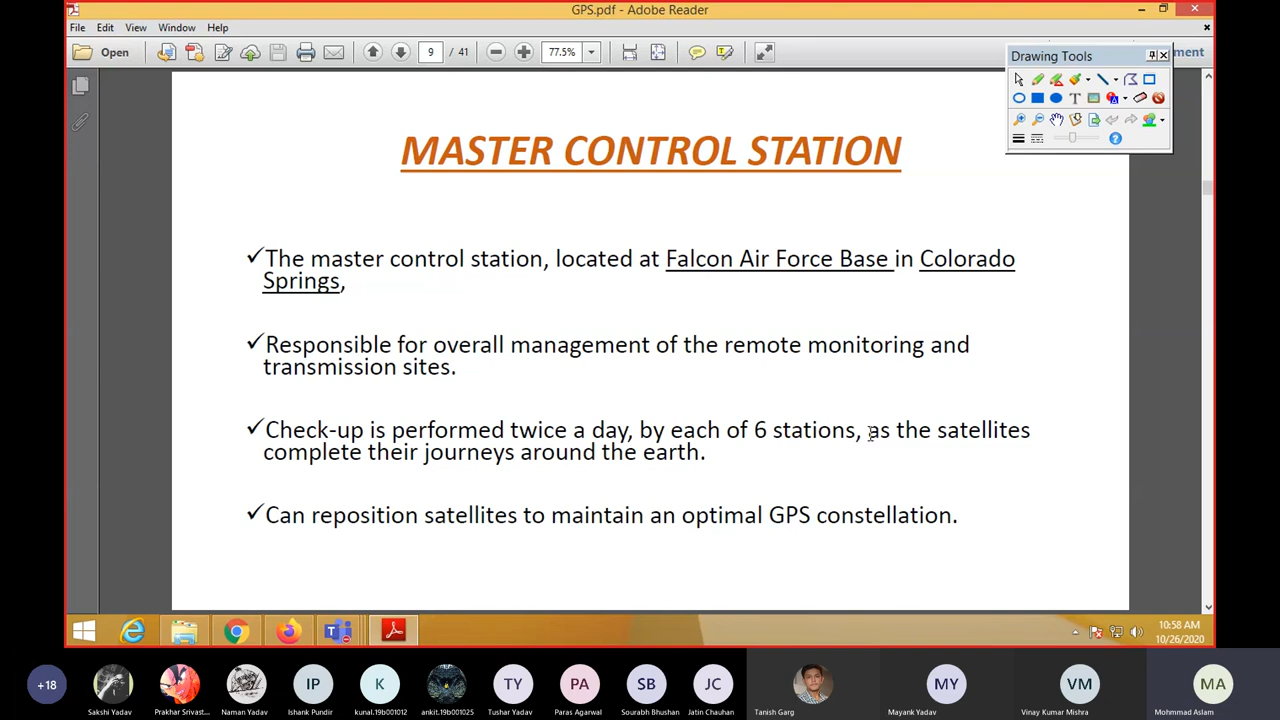 GPS.pdf - Adobe Reader
File Edit View Window Help
Open 9 / 41 77.5% ment
Drawing Tools
MASTER CONTROL STATION
✓The master control station, located at Falcon Air Force Base in Colorado
Springs,
✓Responsible for overall management of the remote monitoring and
transmission sites.
✓Check-up is performed twice a day, by each of 6 stations, as the satellites
complete their journeys around the earth.
✓Can reposition satellites to maintain an optimal GPS constellation.
10:58 AM
10/26/2020
+18 IP K TY PA SB JC MY VM MA
Sakshi Yadav Prakhar Srivast... Naman Yadav Ishank Pundir kunal.19b001012 ankit.19b001025 Tushar Yadav Paras Agarwal Sourabh Bhushan Jatin Chauhan Tanish Garg Mayank Yadav Vinay Kumar Mishra Mohmmad Aslam